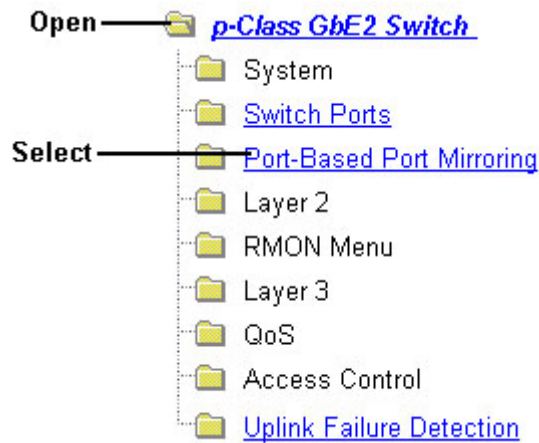 Open p-Class GbE2 Switch
System
Switch Ports
Select Port-Based Port Mirroring
Layer 2
RMON Menu
Layer 3
QoS
Access Control
Uplink Failure Detection